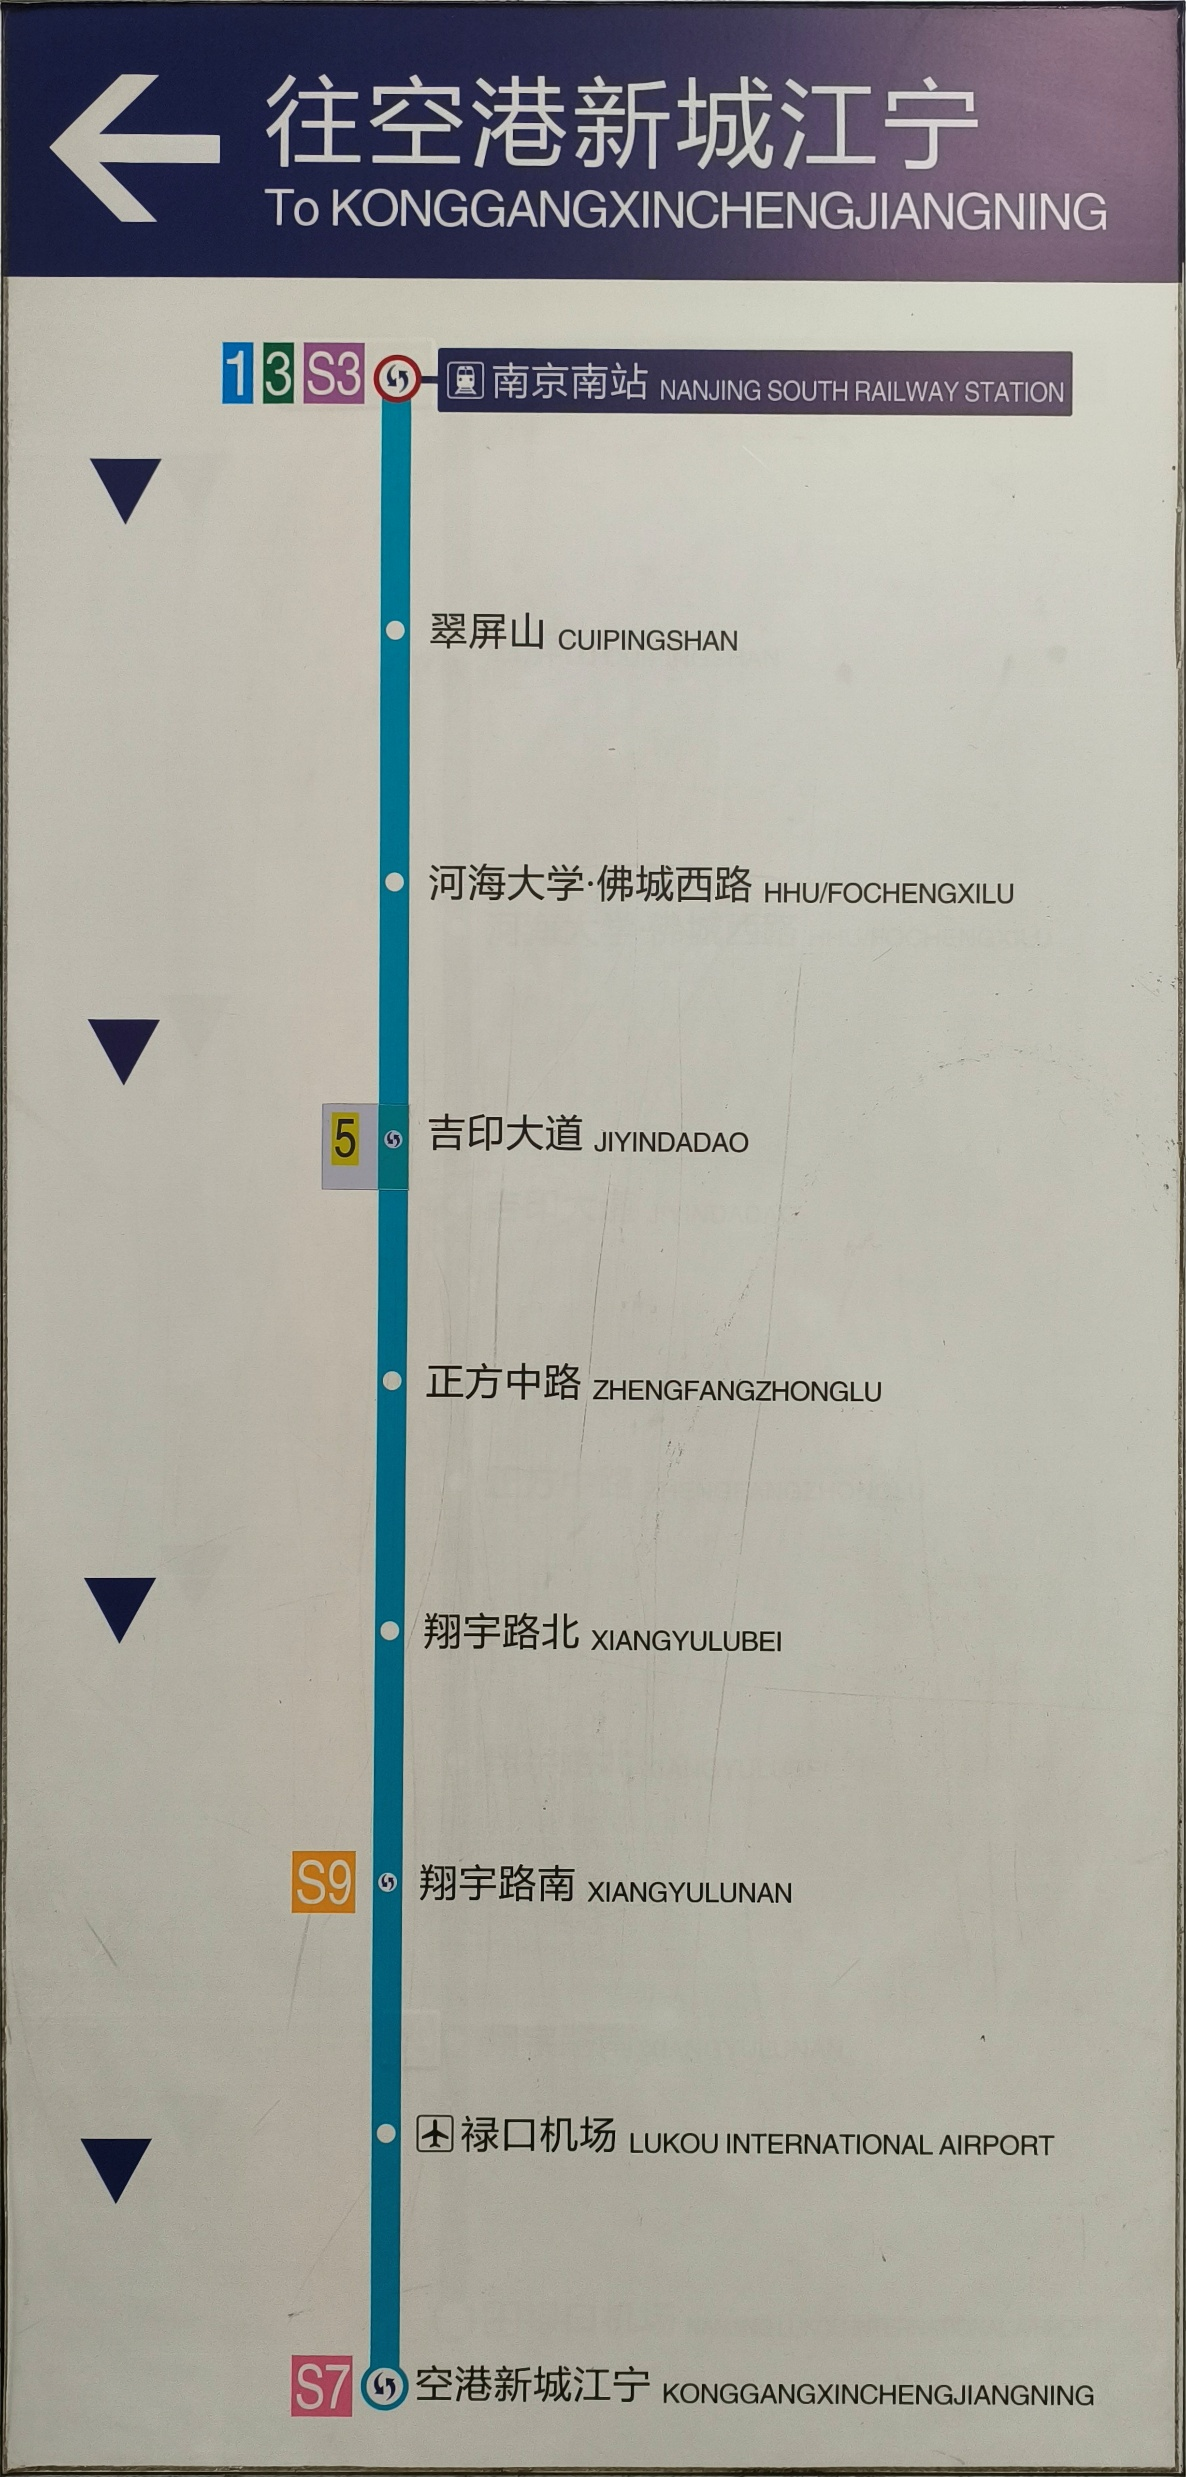 往空港新城江宁
To KONGGANGXINCHENGJIANGNING
1 3 S3 南京南站 NANJING SOUTH RAILWAY STATION
翠屏山 CUIPINGSHAN
河海大学·佛城西路 HHU/FOCHENGXILU
5 吉印大道 JIYINDADAO
正方中路 ZHENGFANGZHONGLU
翔宇路北 XIANGYULUBEI
S9 翔宇路南 XIANGYULUNAN
禄口机场 LUKOU INTERNATIONAL AIRPORT
S7 空港新城江宁 KONGGANGXINCHENGJIANGNING